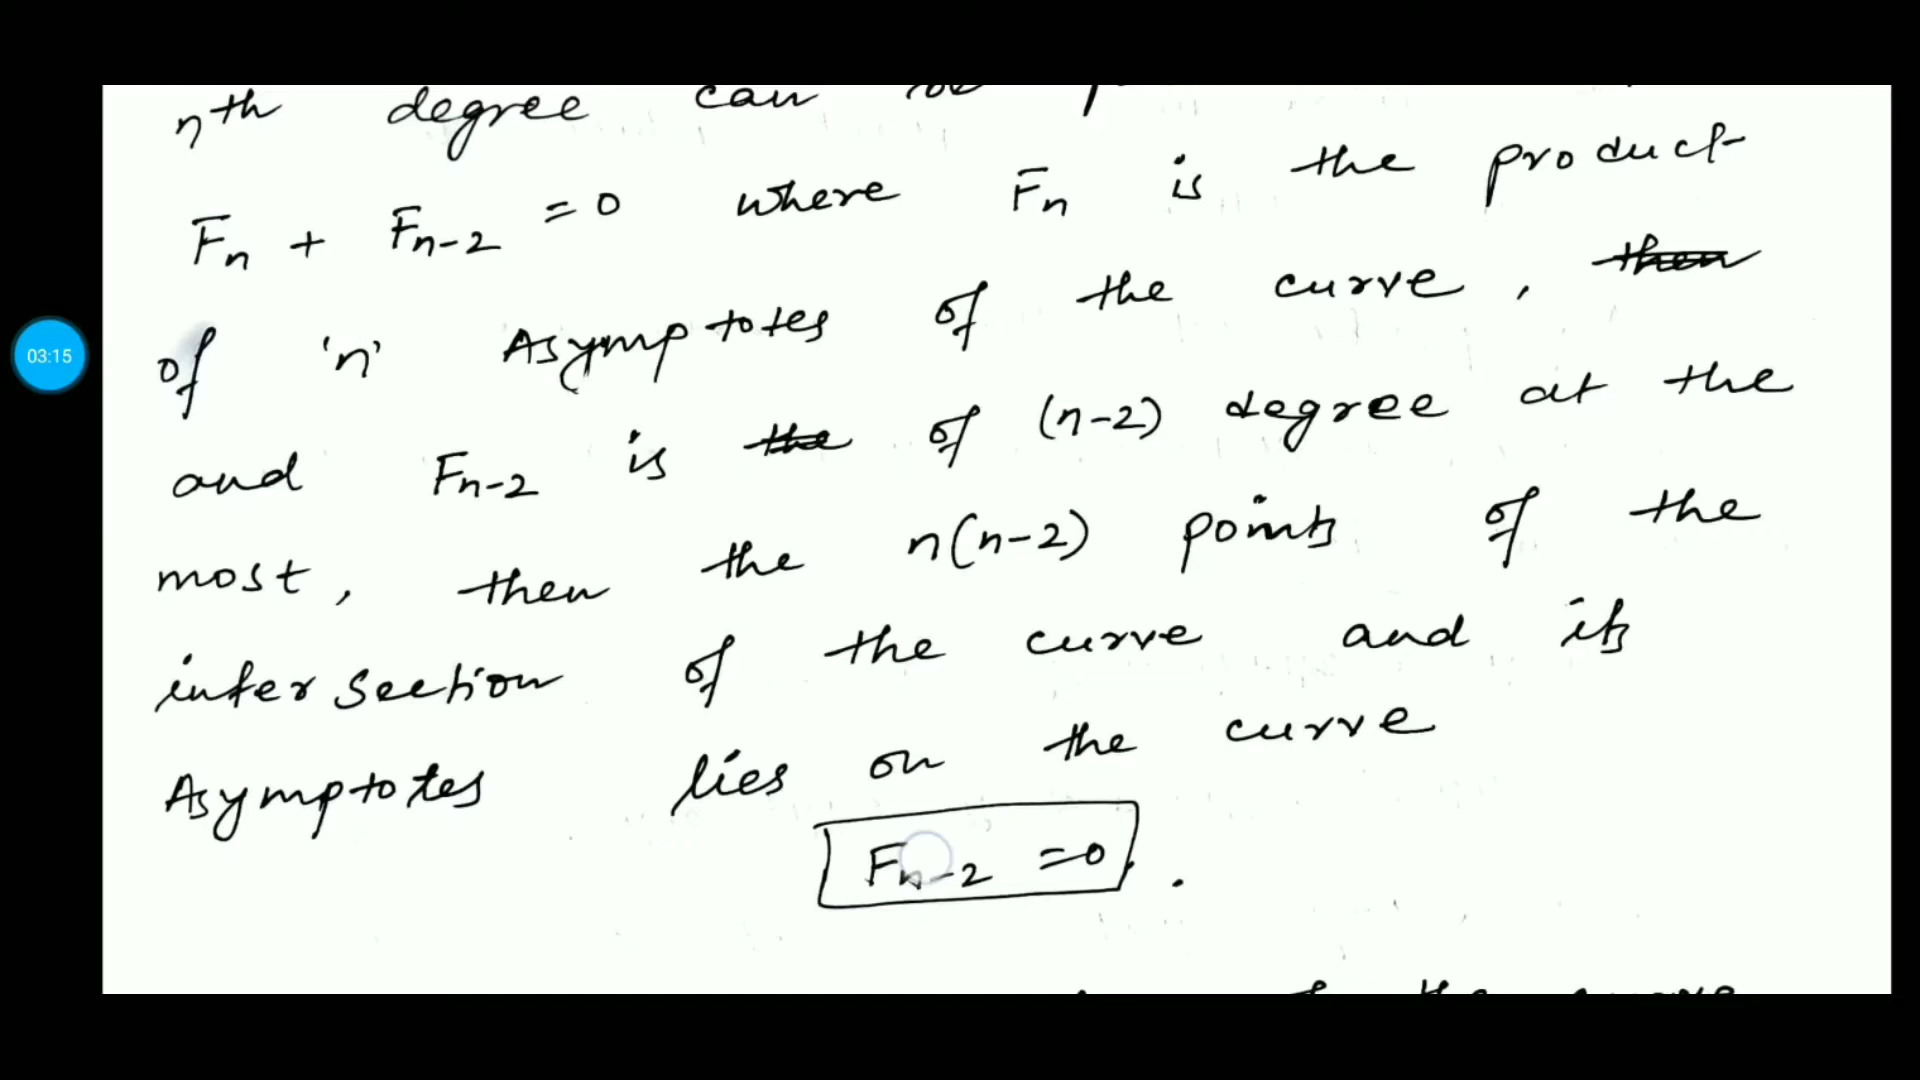 nth degree can be
Fn + Fn-2 = 0 where Fn is the product
of 'n' Asymptotes of the curve, then
and Fn-2 is the of (n-2) degree at the
most, then the n(n-2) points of the
intersection of the curve and its
Asymptotes lies on the curve
Fn-2 = 0.
03:15